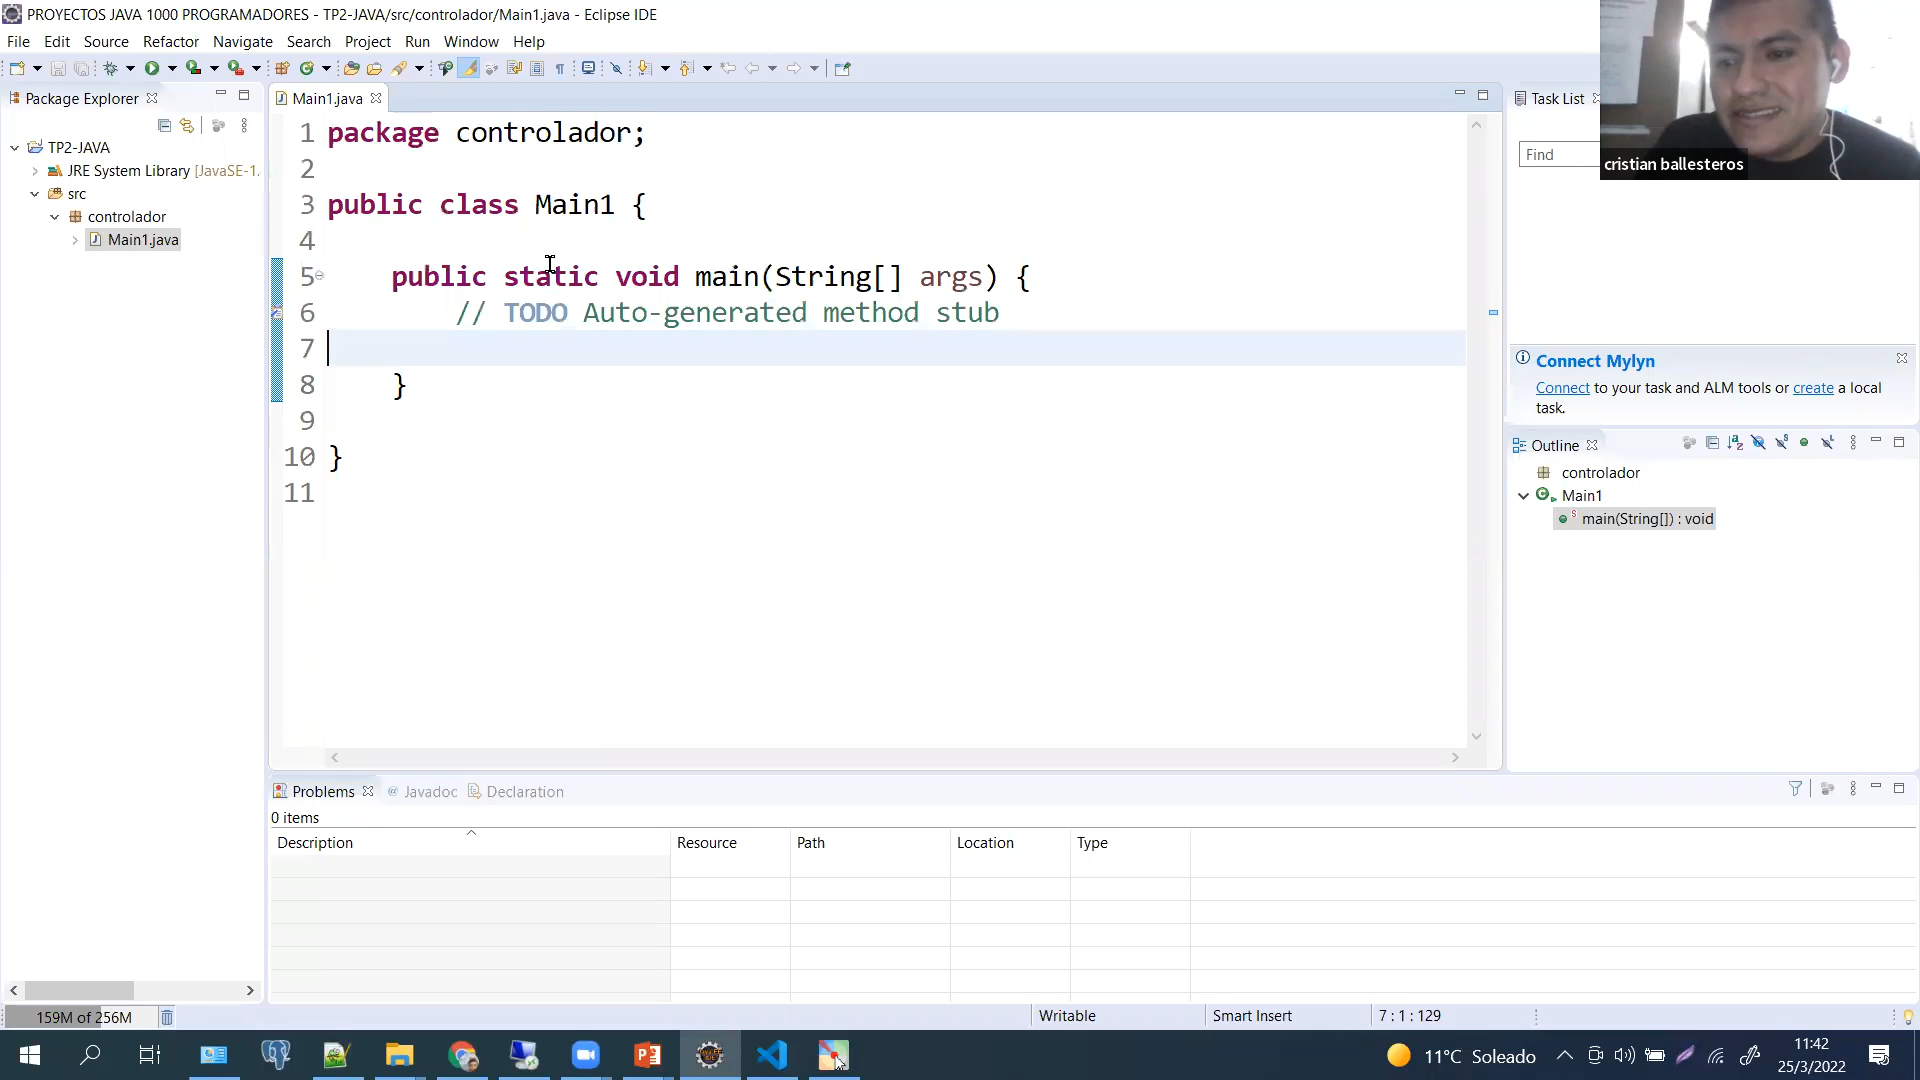 PROYECTOS JAVA 1000 PROGRAMADORES - TP2-JAVA/src/controlador/Main1.java - Eclipse IDE
File Edit Source Refactor Navigate Search Project Run Window Help
Package Explorer
Main1.java
Task List
TP2-JAVA
JRE System Library [JavaSE-1.
src
controlador
Main1.java
1 package controlador;
2
3 public class Main1 {
4
5 public static void main(String[] args) {
6 // TODO Auto-generated method stub
7
8 }
9
10 }
11
Find
cristian ballesteros
Connect Mylyn
Connect to your task and ALM tools or create a local
task.
Outline
controlador
Main1
main(String[]) : void
Problems @ Javadoc Declaration
0 items
Description Resource Path Location Type
159M of 256M
Writable
Smart Insert
7 : 1 : 129
11°C Soleado
11:42
25/3/2022